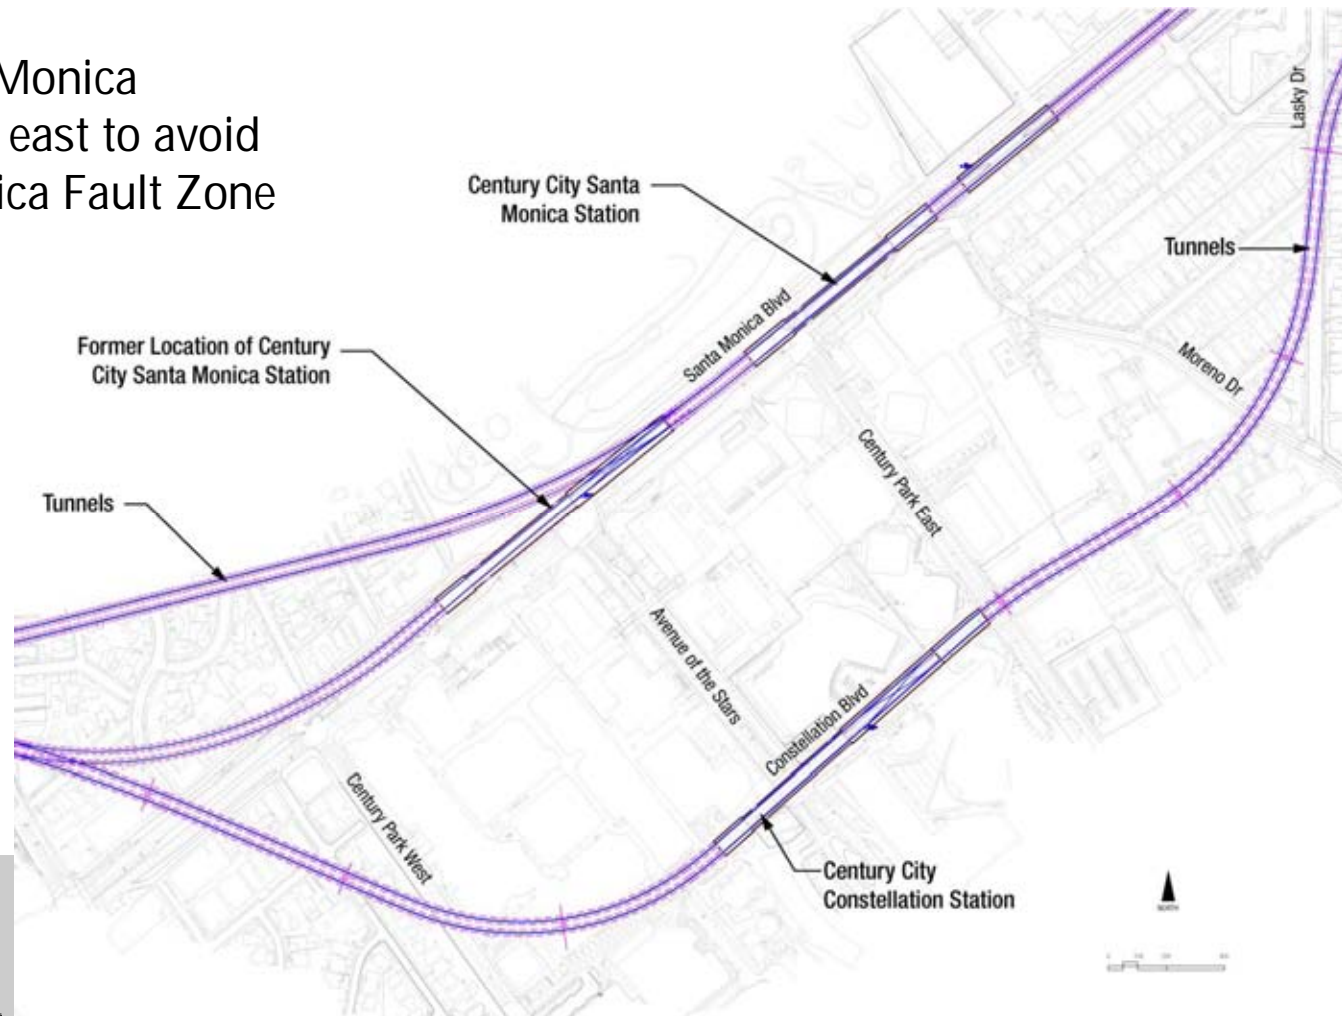 Monica
east to avoid
ica Fault Zone
Century City Santa
Monica Station
Lasky Dr
Tunnels
Santa Monica Blvd
Former Location of Century
City Santa Monica Station
Moreno Dr
Century Park East
Tunnels
Avenue of the Stars
Constellation Blvd
Century Park West
Century City
Constellation Station
NORTH